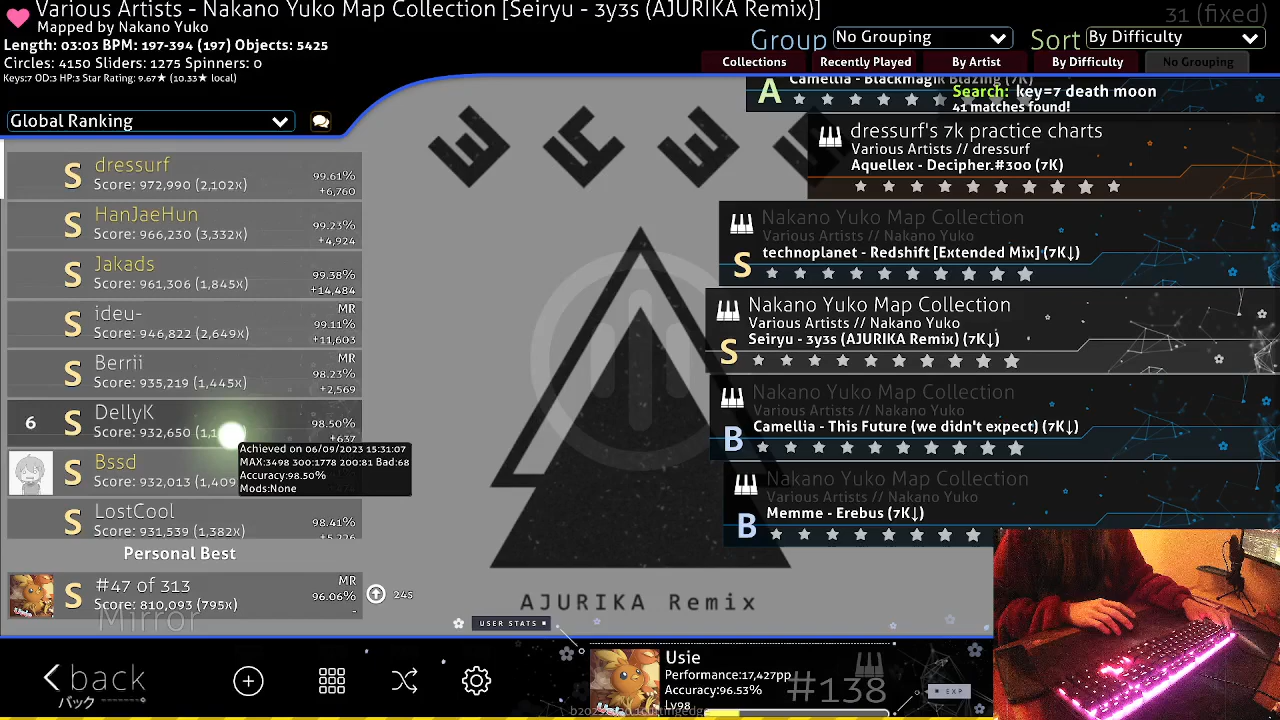 Various Artists - Nakano Yuko Map Collection [Seiryu - 3y3s (AJURIKA Remix)]
Mapped by Nakano Yuko
Length: 03:03 BPM: 197-394 (197) Objects: 5425
Circles: 4150 Sliders: 1275 Spinners: 0
Keys:7 OD:3 HP:3 Star Rating: 9.67★ (10.33★ local)
31 (fixed)
Group No Grouping Sort By Difficulty
Collections Recently Played By Artist By Difficulty No Grouping
Global Ranking
Camellia - Blackmagik Blazing (7K)
A
Search: key=7 death moon
41 matches found!
dressurf's 7k practice charts
Various Artists // dressurf
Aquellex - Decipher.#300 (7K)
Nakano Yuko Map Collection
Various Artists // Nakano Yuko
technoplanet - Redshift [Extended Mix] (7K↓)
S
Nakano Yuko Map Collection
Various Artists // Nakano Yuko
Seiryu - 3y3s (AJURIKA Remix) (7K↓)
S
Nakano Yuko Map Collection
Various Artists // Nakano Yuko
Camellia - This Future (we didn't expect) (7K↓)
B
Nakano Yuko Map Collection
Various Artists // Nakano Yuko
Memme - Erebus (7K↓)
B
S dressurf 99.61%
Score: 972,990 (2,102x) +6,760
S HanJaeHun 99.23%
Score: 966,230 (3,332x) +4,924
S Jakads 99.38%
Score: 961,306 (1,845x) +14,484
S ideu- MR 99.11%
Score: 946,822 (2,649x) +11,603
S Berrii MR 98.23%
Score: 935,219 (1,445x) +2,569
6 S DellyK 98.50%
Score: 932,650 +637
Achieved on 06/09/2023 15:31:07
MAX:3498 300:1778 200:81 Bad:68
Accuracy:98.50%
Mods:None
S Bssd
Score: 932,013 (1,409
S LostCool 98.41%
Score: 931,539 (1,382x) +5,226
Personal Best
S #47 of 313 MR 96.06%
Score: 810,093 (795x) -
245
Mirror
AJURIKA Remix
USER STATS
back
バック
Usie
Performance:17,427pp
Accuracy:96.53%
Lv98
#138
EXP